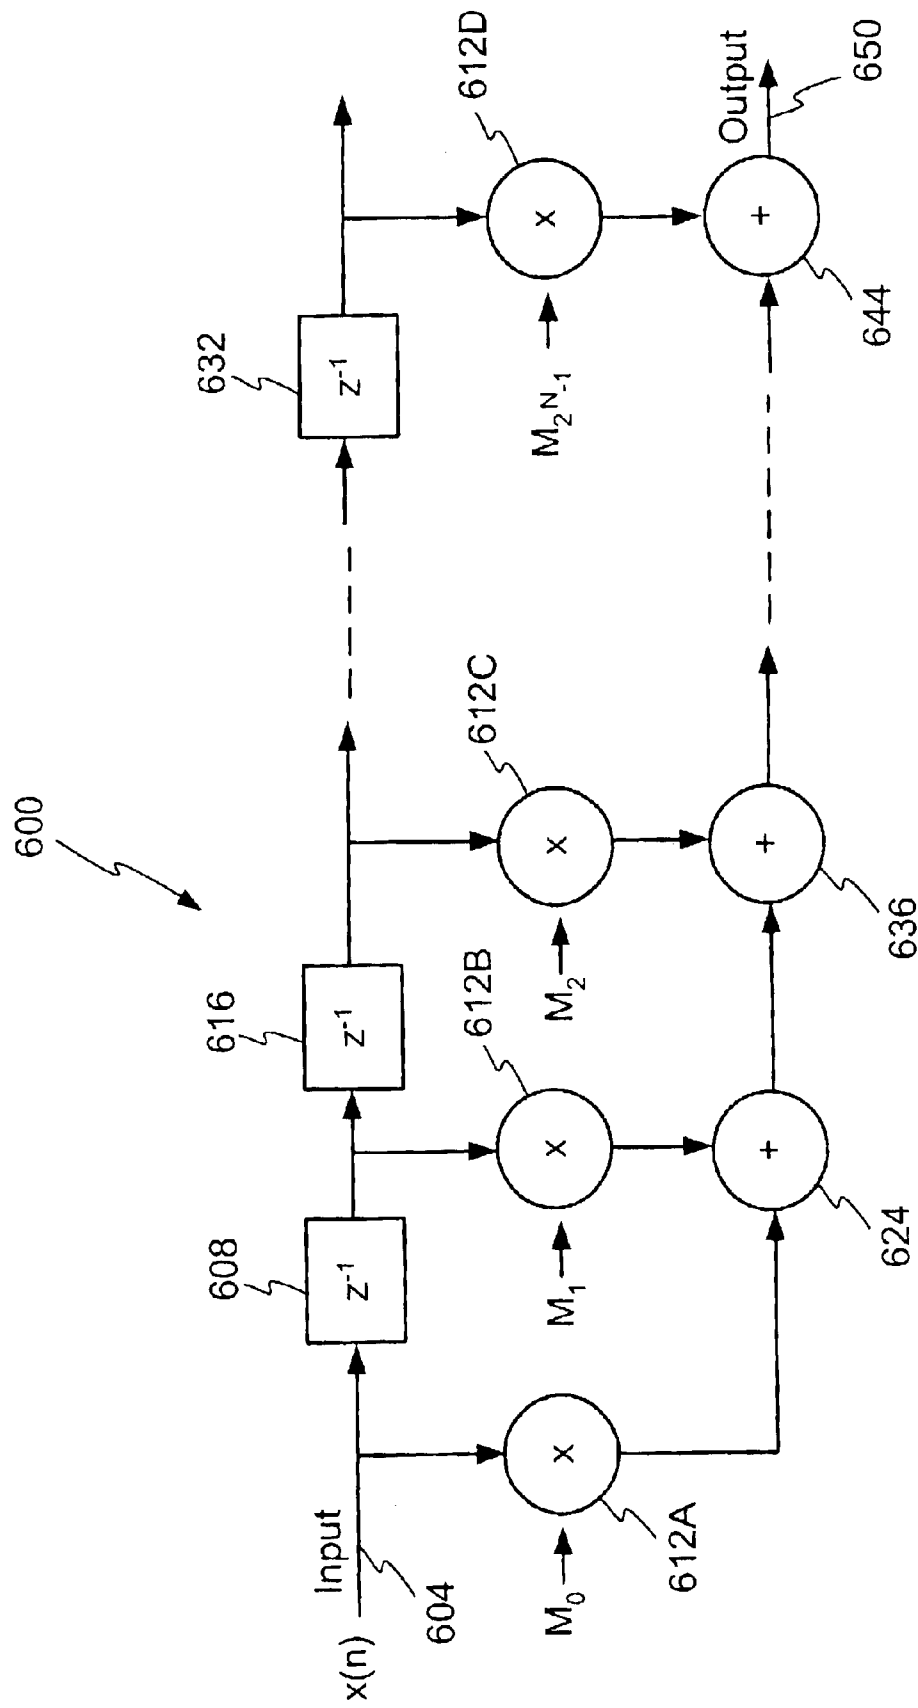 600
x(n)
Input
604
608
z⁻¹
616
z⁻¹
632
z⁻¹
M₀
x
612A
M₁
x
612B
M₂
x
612C
M₂ᴺ₋₁
x
612D
+
624
+
636
+
644
Output
650